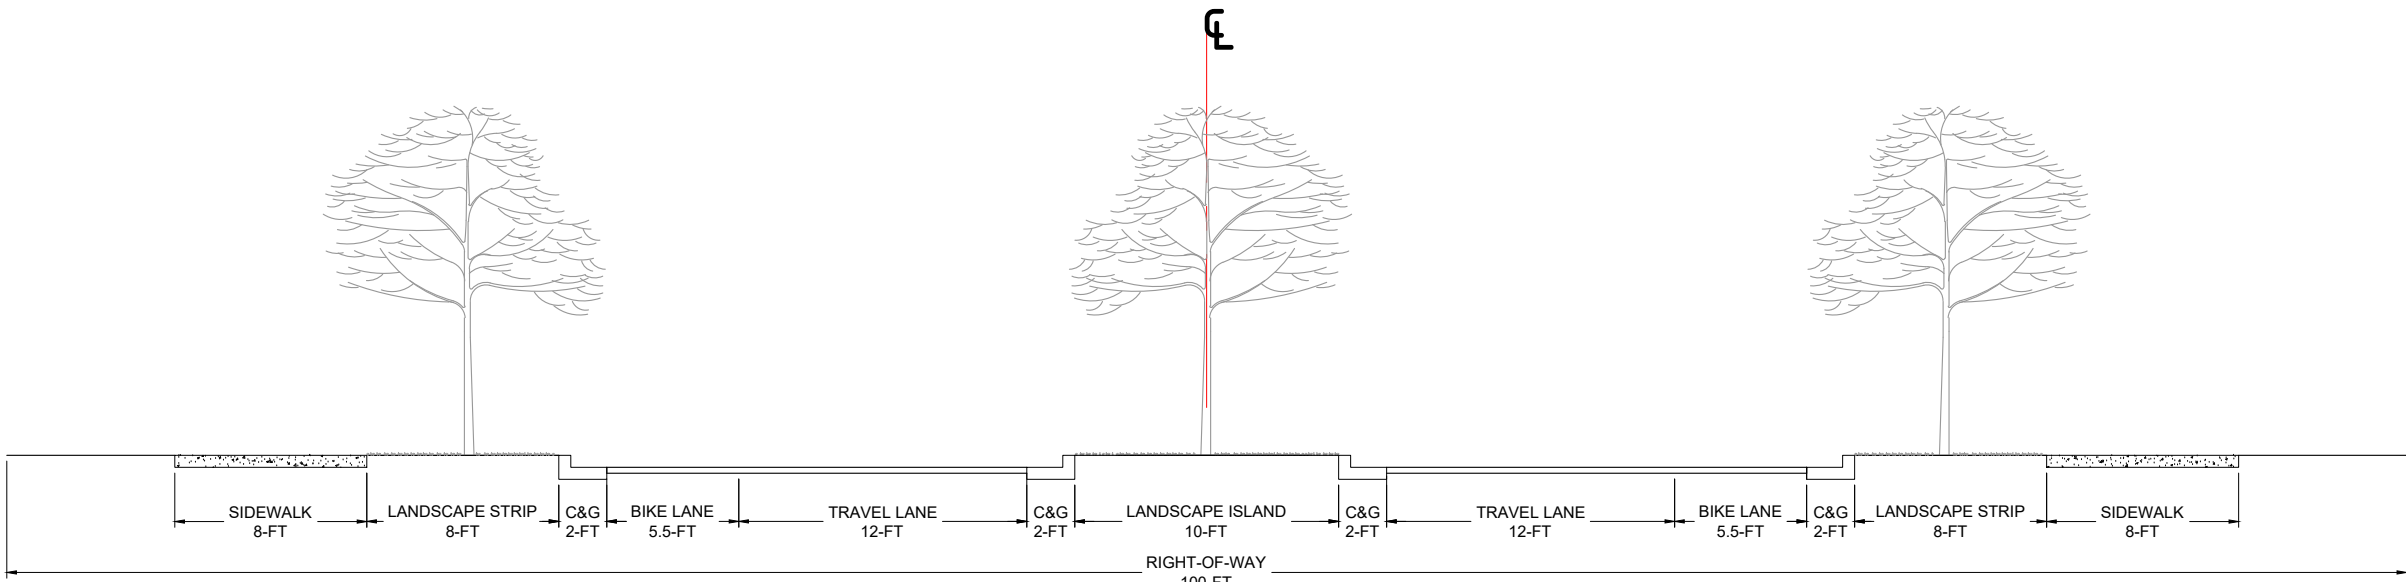 ℄
SIDEWALK
8-FT
LANDSCAPE STRIP
8-FT
C&G
2-FT
BIKE LANE
5.5-FT
TRAVEL LANE
12-FT
C&G
2-FT
LANDSCAPE ISLAND
10-FT
C&G
2-FT
TRAVEL LANE
12-FT
BIKE LANE
5.5-FT
C&G
2-FT
LANDSCAPE STRIP
8-FT
SIDEWALK
8-FT
RIGHT-OF-WAY
100-FT